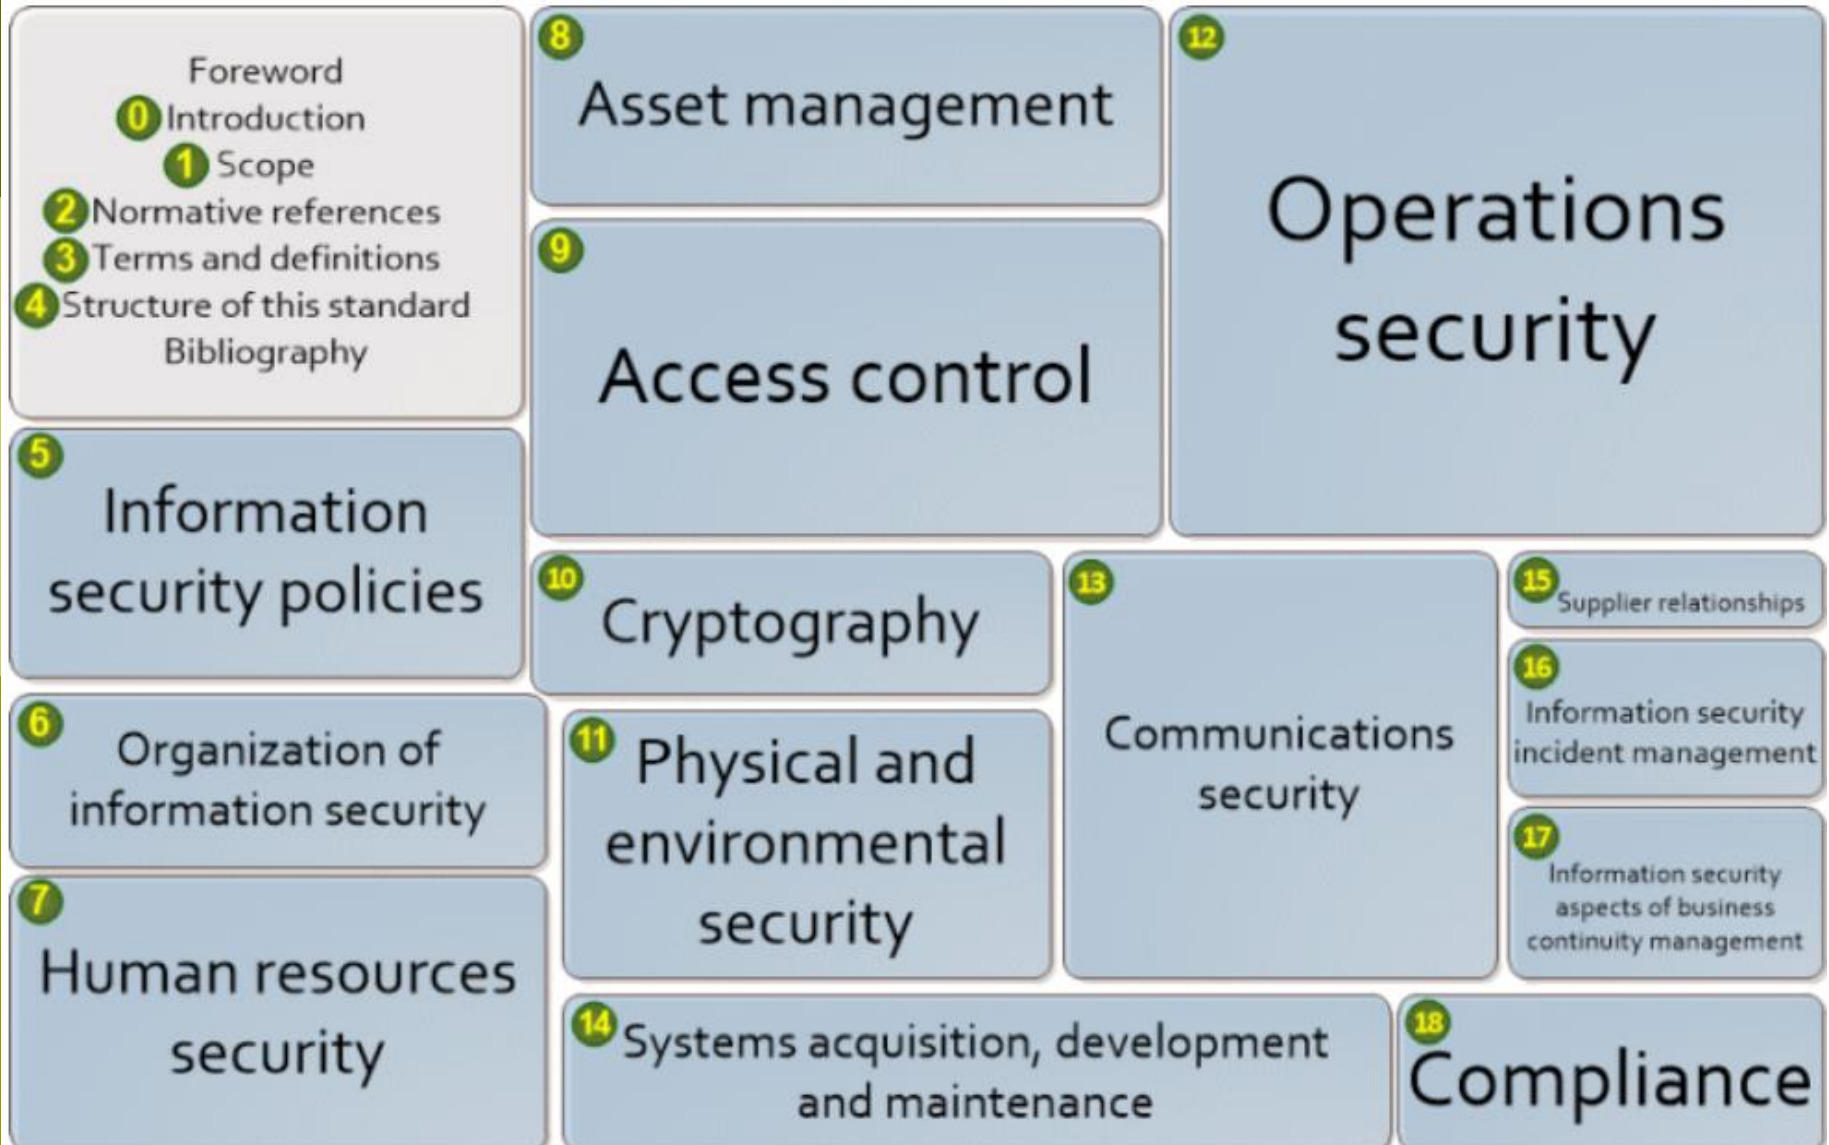 Foreword
0 Introduction
1 Scope
2 Normative references
3 Terms and definitions
4 Structure of this standard
Bibliography
5
Information
security policies
6
Organization of
information security
7
Human resources
security
8
Asset management
9
Access control
10
Cryptography
11
Physical and
environmental
security
12
Operations
security
13
Communications
security
14
Systems acquisition, development
and maintenance
15
Supplier relationships
16
Information security
incident management
17
Information security
aspects of business
continuity management
18
Compliance